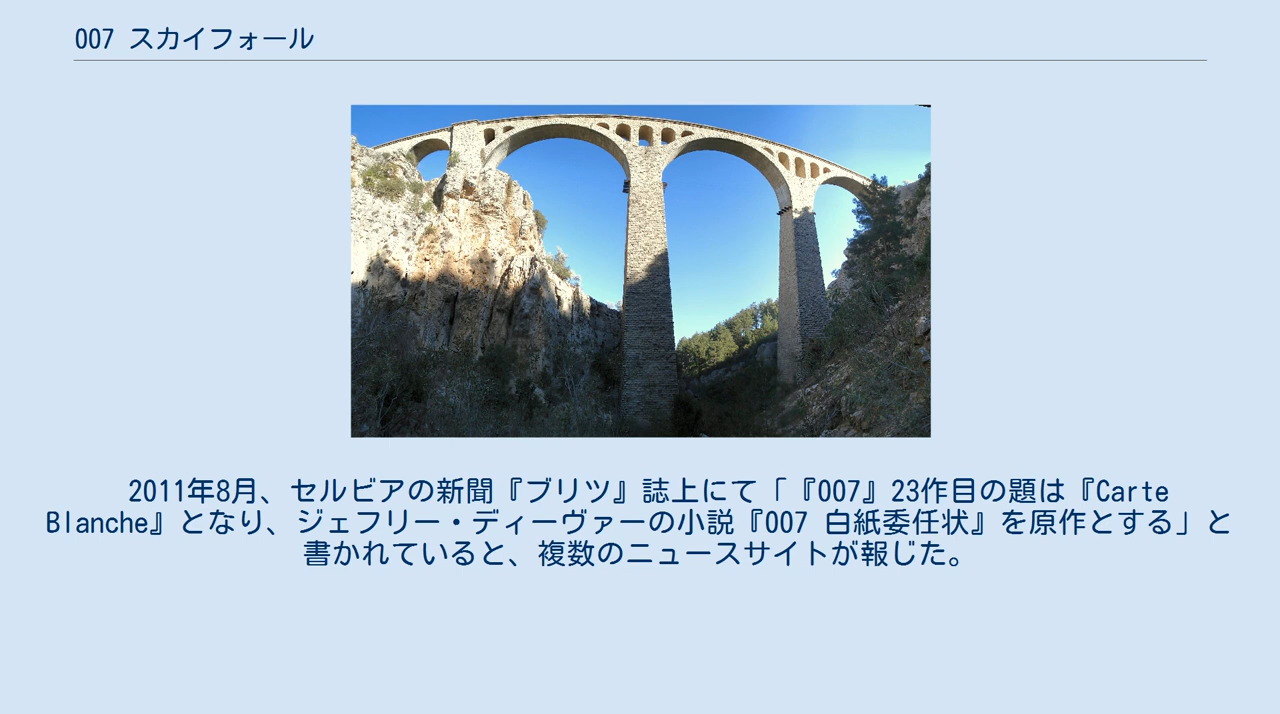 007 スカイフォール
2011年8月、セルビアの新聞『ブリツ』誌上にて「『007』23作目の題は『Carte
Blanche』となり、ジェフリー・ディーヴァーの小説『007 白紙委任状』を原作とする」と
書かれていると、複数のニュースサイトが報じた。